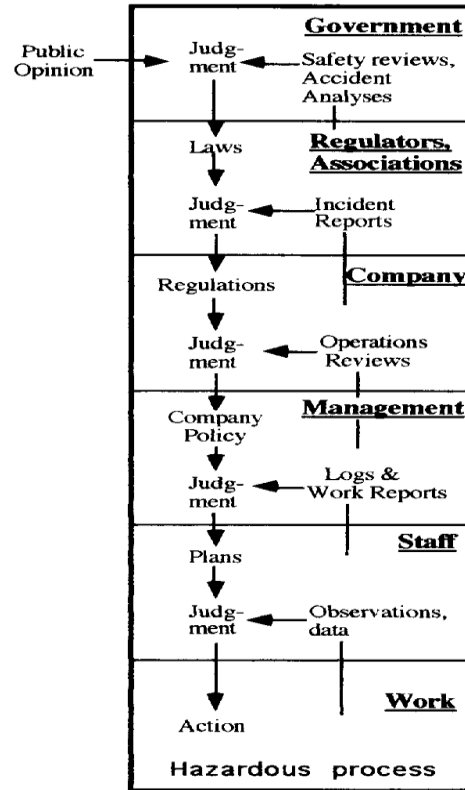 Government
Public
Opinion
Judg-
ment
Safety reviews,
Accident
Analyses
Laws
Regulators,
Associations
Judg-
ment
Incident
Reports
Company
Regulations
Judg-
ment
Operations
Reviews
Management
Company
Policy
Judg-
ment
Logs &
Work Reports
Staff
Plans
Judg-
ment
Observations,
data
Work
Action
Hazardous process